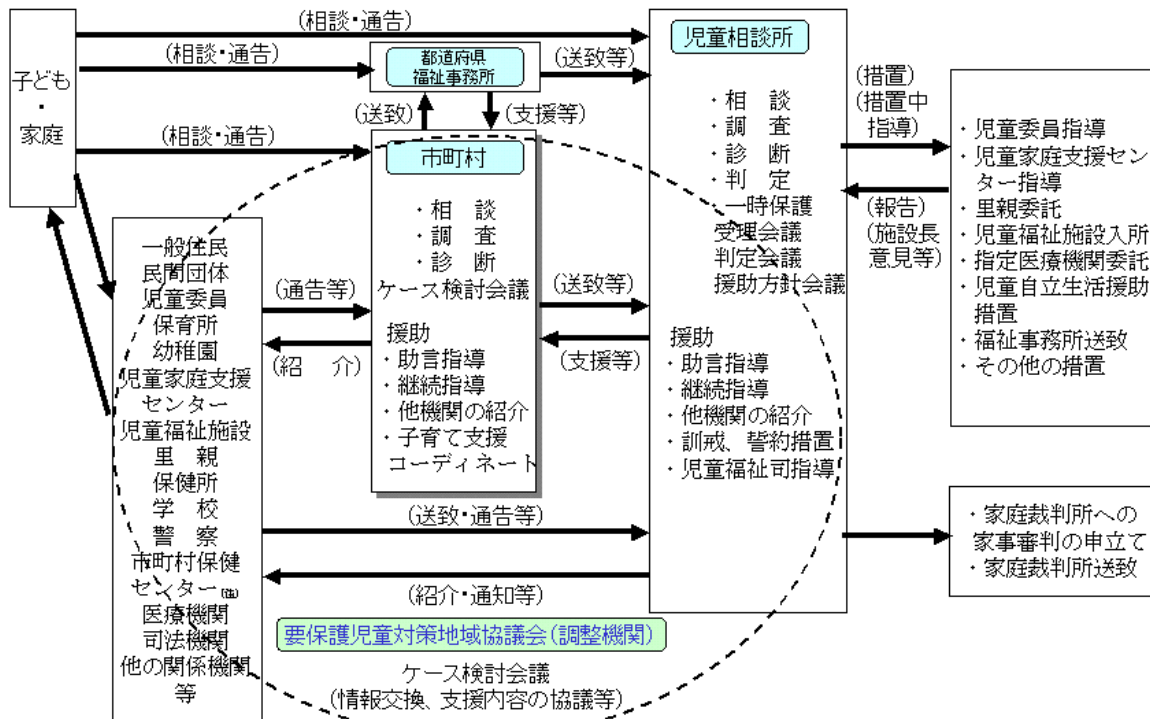 子ども
・
家庭
(相談・通告)
(相談・通告)
(相談・通告)
都道府県
福祉事務所
(送致等)
(送致)
(支援等)
市町村
・相　談
・調　査
・診　断
ケース検討会議
援助
・助言指導
・継続指導
・他機関の紹介
・子育て支援
コーディネート
児童相談所
・相　談
・調　査
・診　断
・判　定
一時保護
受理会議
判定会議
援助方針会議
援助
・助言指導
・継続指導
・他機関の紹介
・訓戒、誓約措置
・児童福祉司指導
(措置)
(措置中
指導)
(報告)
(施設長
意見等)
・児童委員指導
・児童家庭支援セン
ター指導
・里親委託
・児童福祉施設入所
・指定医療機関委託
・児童自立生活援助
措置
・福祉事務所送致
・その他の措置
一般住民
民間団体
児童委員
保育所
幼稚園
児童家庭支援
センター
児童福祉施設
里　親
保健所
学　校
警　察
市町村保健
センター
医療機関
司法機関
他の関係機関
等
(通告等)
(紹　介)
(送致等)
(支援等)
(送致・通告等)
(紹介・通知等)
・家庭裁判所への
家事審判の申立て
・家庭裁判所送致
要保護児童対策地域協議会(調整機関)
ケース検討会議
(情報交換、支援内容の協議等)